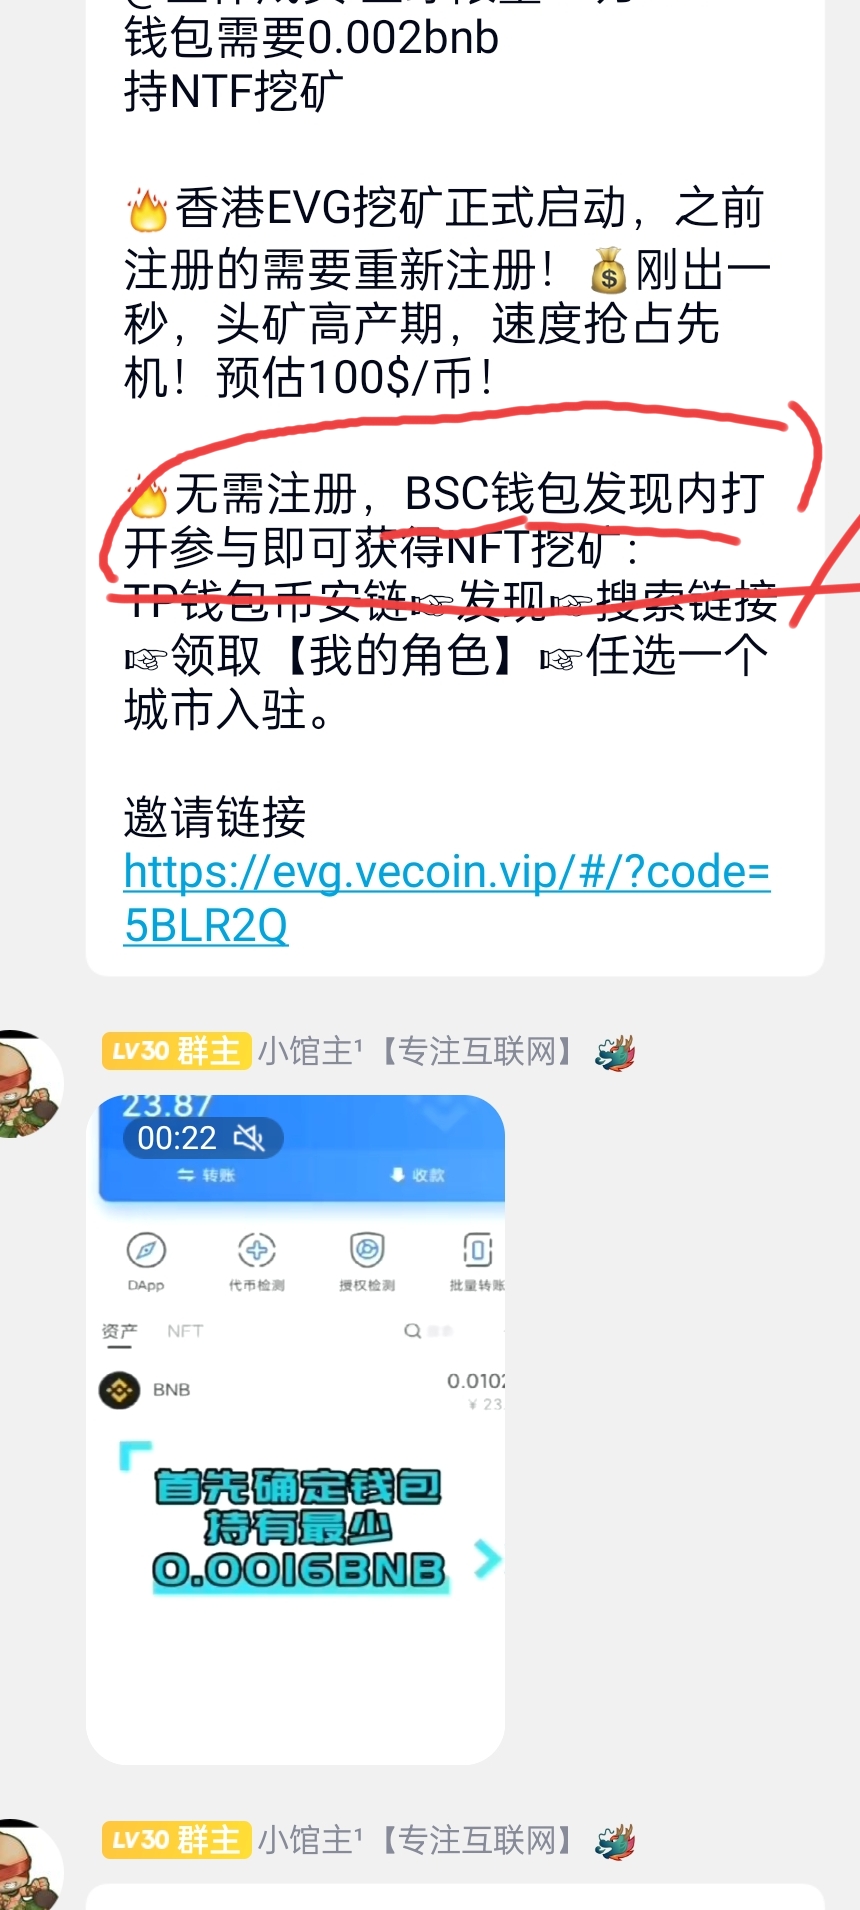 钱包需要0.002bnb
持NTF挖矿
🔥香港EVG挖矿正式启动，之前
注册的需要重新注册！💰刚出一
秒，头矿高产期，速度抢占先
机！预估100$/币！
🔥无需注册，BSC钱包发现内打
开参与即可获得NFT挖矿：
TP钱包币安链👉发现👉搜索链接
👉领取【我的角色】👉任选一个
城市入驻。
邀请链接
https://evg.vecoin.vip/#/?code=
5BLR2Q
LV30 群主 小馆主¹【专注互联网】🐉
23.87
00:22
转账 收款
DApp 代币检测 授权检测 批量转账
资产 NFT
BNB 0.0102
¥ 23.
首先确定钱包
持有最少
0.0016BNB
LV30 群主 小馆主¹【专注互联网】🐉